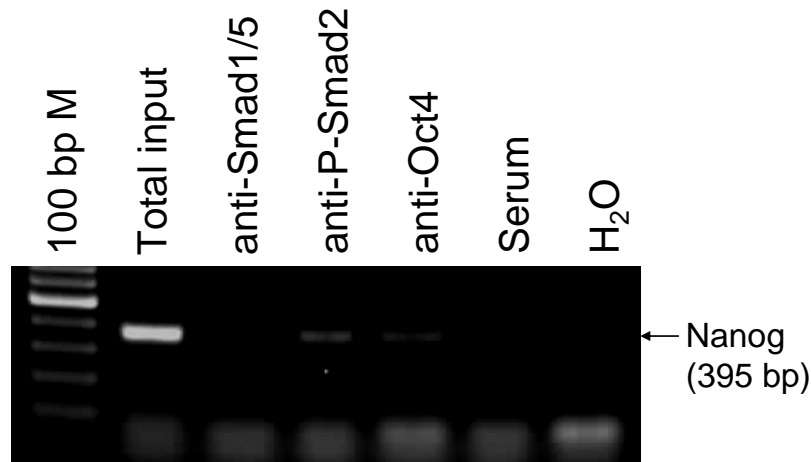 100 bp M
Total input
anti-Smad1/5
anti-P-Smad2
anti-Oct4
Serum
H₂O
Nanog
(395 bp)